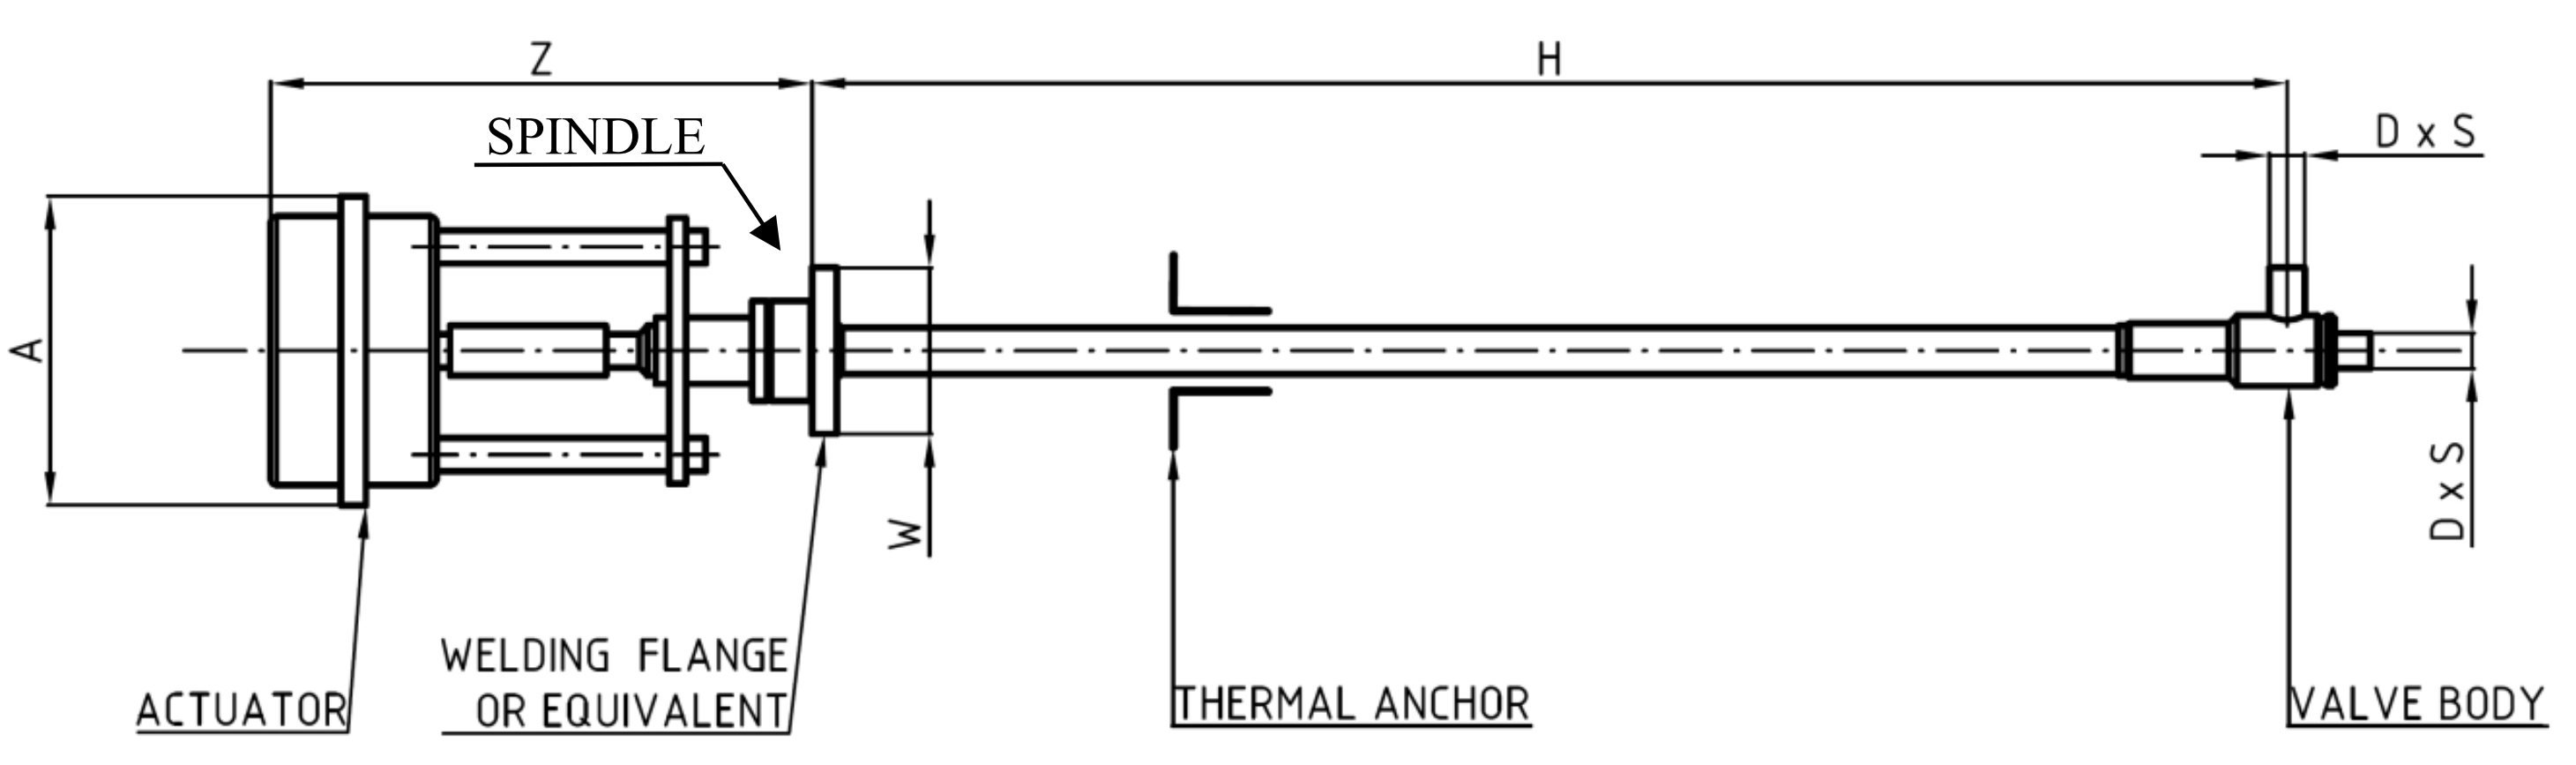 Z
H
SPINDLE
D x S
A
W
D x S
WELDING FLANGE
OR EQUIVALENT
ACTUATOR
THERMAL ANCHOR
VALVE BODY